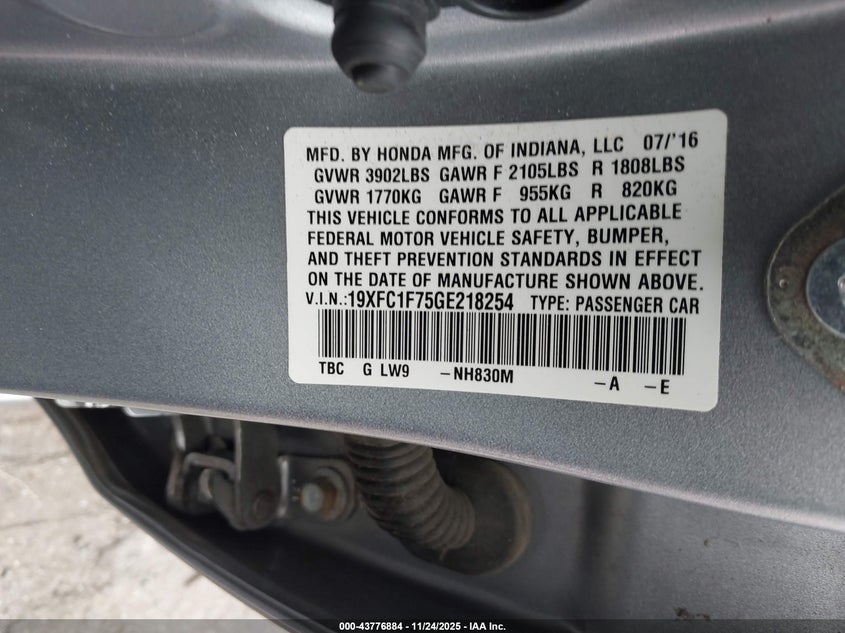 MFD. BY HONDA MFG. OF INDIANA, LLC 07/'16
GVWR 3902LBS GAWR F 2105LBS R 1808LBS
GVWR 1770KG GAWR F 955KG R 820KG
THIS VEHICLE CONFORMS TO ALL APPLICABLE
FEDERAL MOTOR VEHICLE SAFETY, BUMPER,
AND THEFT PREVENTION STANDARDS IN EFFECT
ON THE DATE OF MANUFACTURE SHOWN ABOVE.
V.I.N.:19XFC1F75GE218254 TYPE: PASSENGER CAR
TBC G LW9 -NH830M -A -E
000-43776884 | 11/24/2025 - IAA Inc.